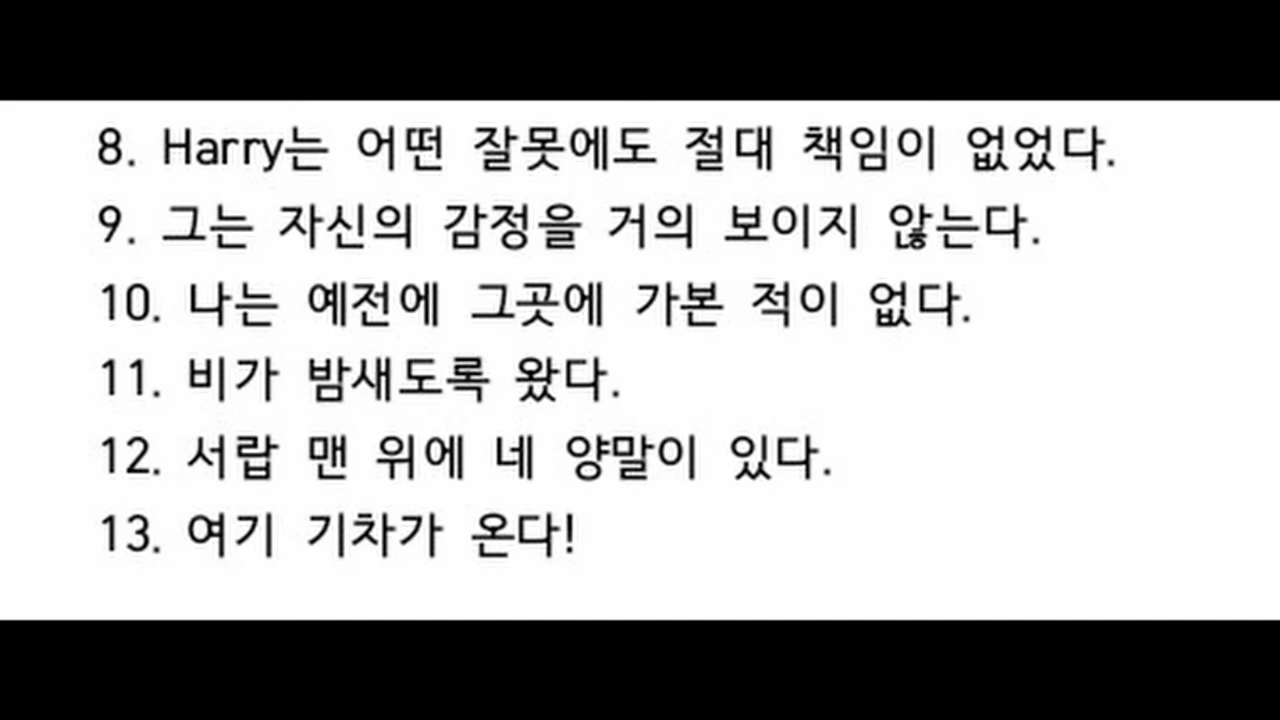 8. Harry는 어떤 잘못에도 절대 책임이 없었다.
9. 그는 자신의 감정을 거의 보이지 않는다.
10. 나는 예전에 그곳에 가본 적이 없다.
11. 비가 밤새도록 왔다.
12. 서랍 맨 위에 네 양말이 있다.
13. 여기 기차가 온다!